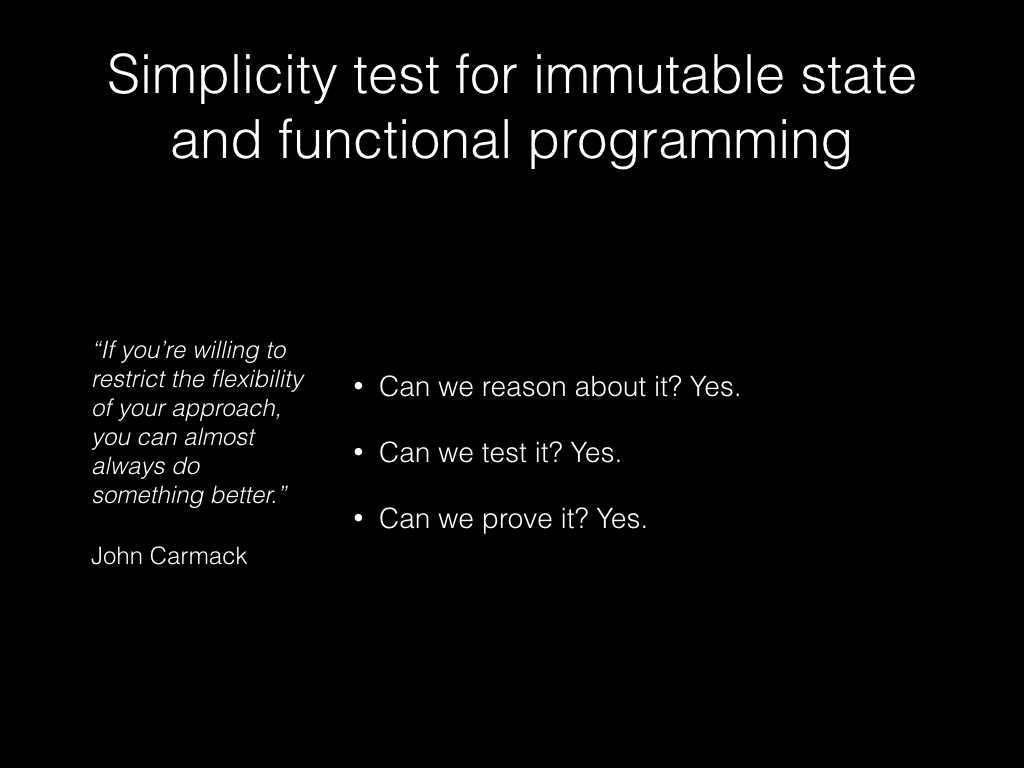 Simplicity test for immutable state
and functional programming
“If you’re willing to
restrict the flexibility
of your approach,
you can almost
always do
something better.”
John Carmack
• Can we reason about it? Yes.
• Can we test it? Yes.
• Can we prove it? Yes.